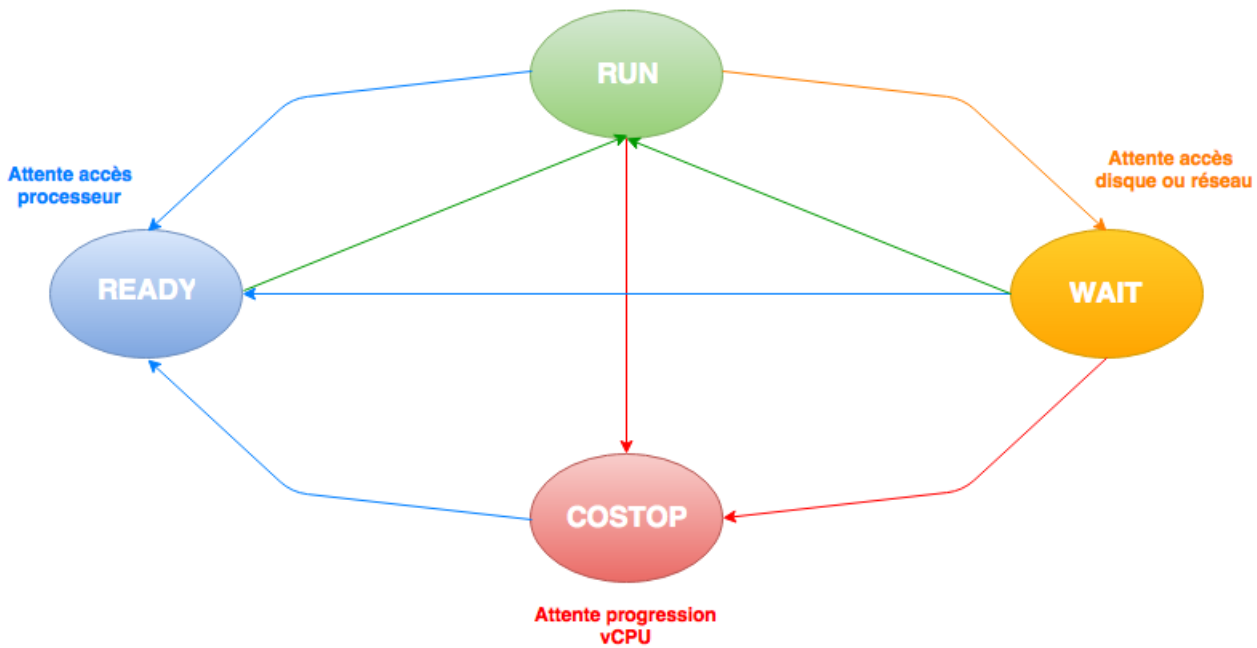 RUN
Attente accès
processeur
Attente accès
disque ou réseau
READY
WAIT
COSTOP
Attente progression
vCPU